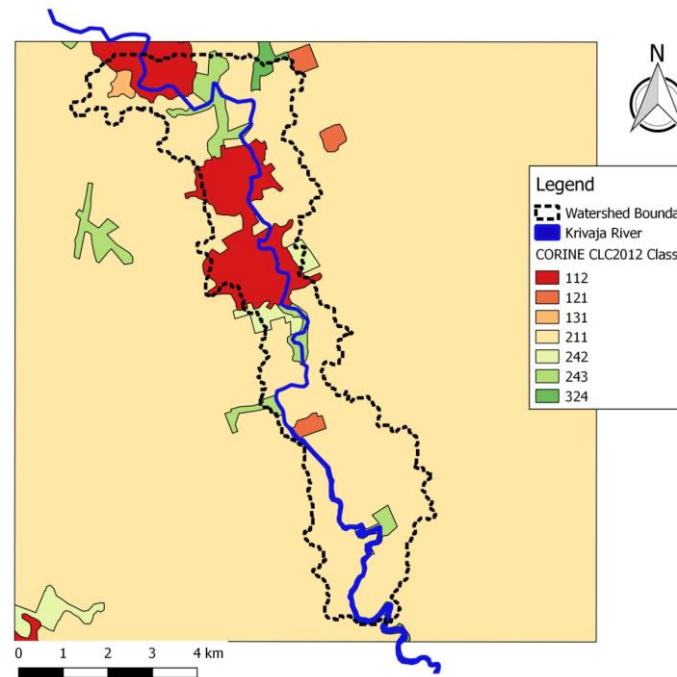 N
Legend
Watershed Bounda
Krivaja River
CORINE CLC2012 Class
112
121
131
211
242
243
324
0 1 2 3 4 km